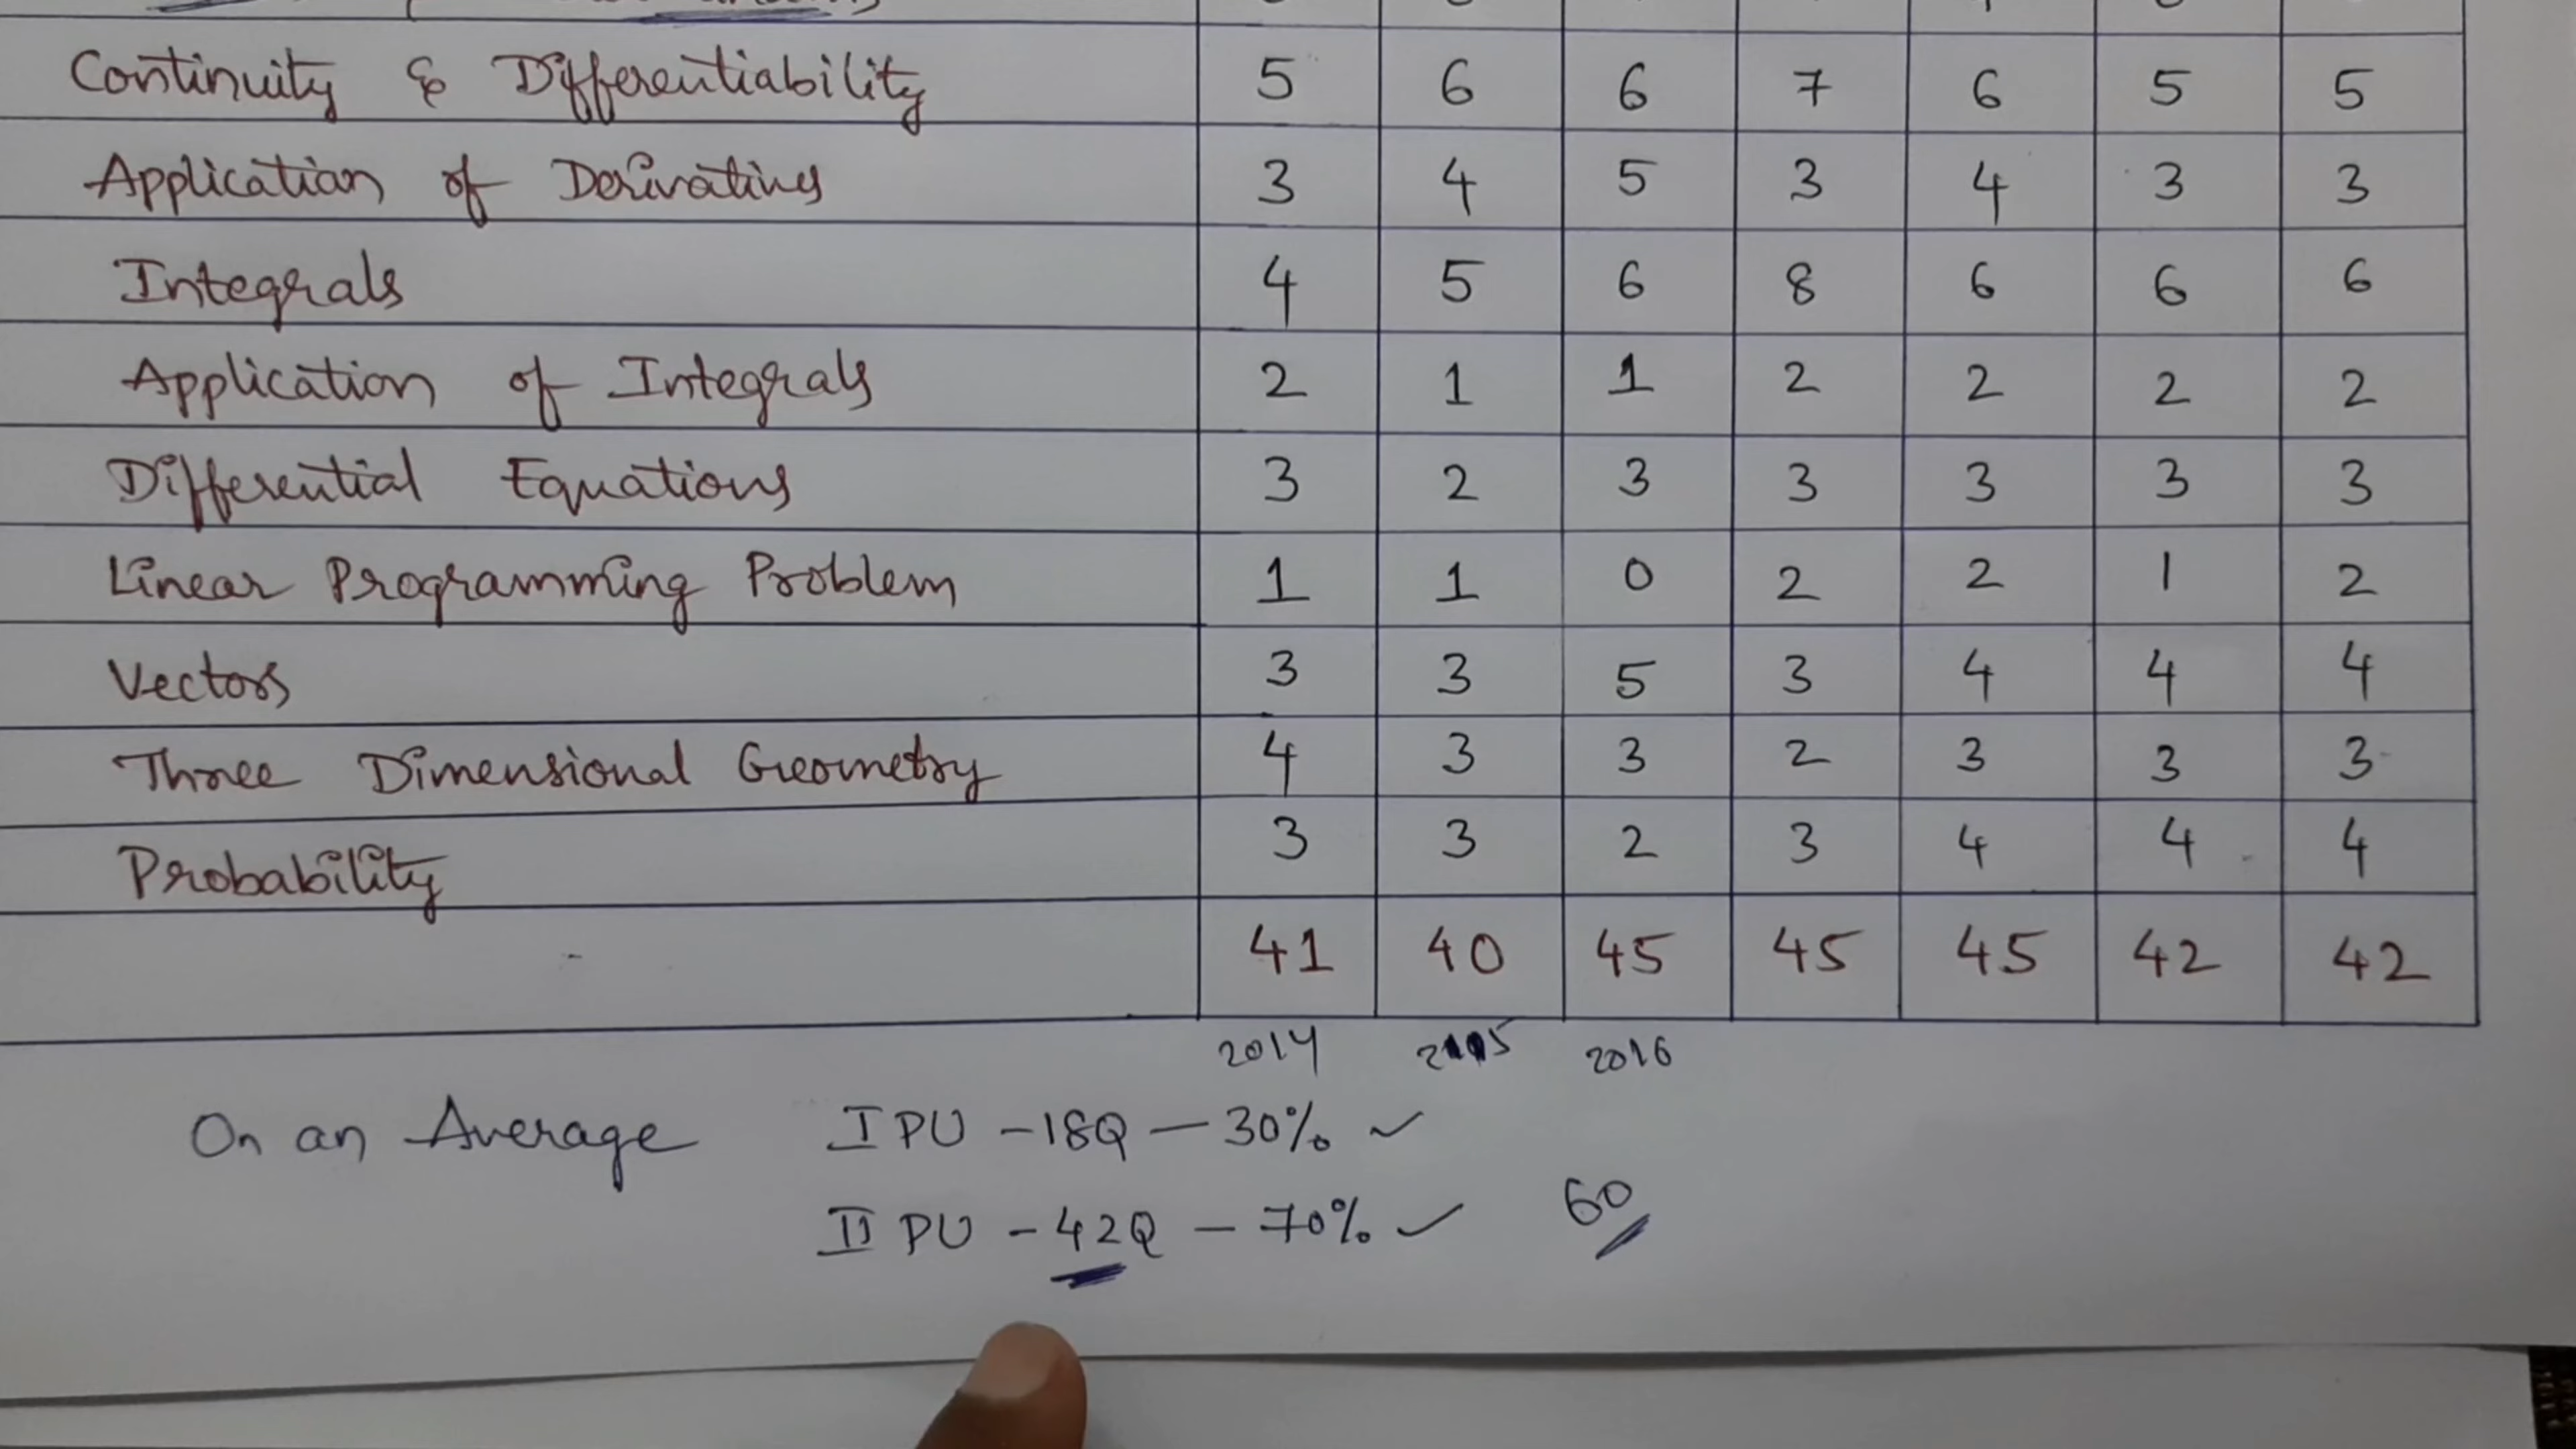 Continuity & Differentiability 5 6 6 7 6 5 5
Application of Derivatives 3 4 5 3 4 3 3
Integrals 4 5 6 8 6 6 6
Application of Integrals 2 1 1 2 2 2 2
Differential Equations 3 2 3 3 3 3 3
Linear Programming Problem 1 1 0 2 2 1 2
Vectors 3 3 5 3 4 4 4
Three Dimensional Geometry 4 3 3 2 3 3 3
Probability 3 3 2 3 4 4 4
41 40 45 45 45 42 42
2014 2015 2016
On an Average I PU - 18Q - 30% ✓
II PU - 42Q - 70% ✓ 60